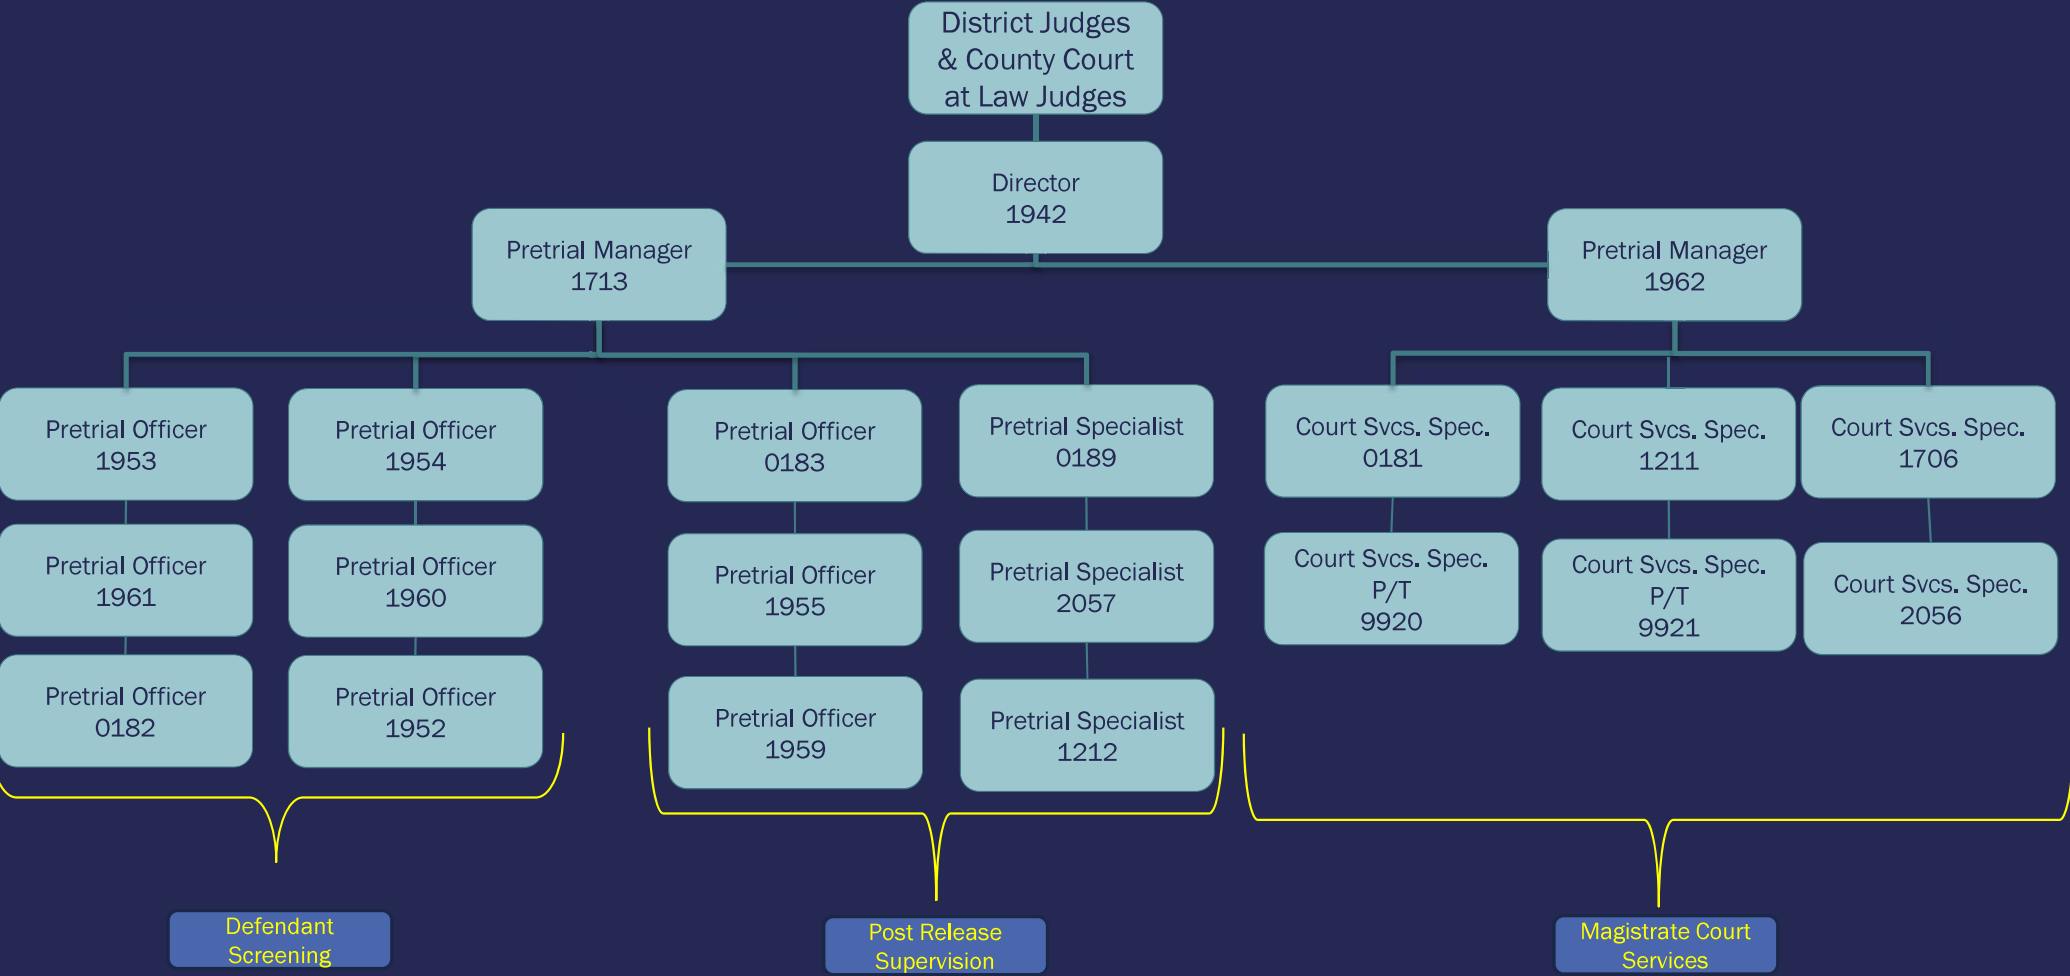 District Judges
& County Court
at Law Judges
Director
1942
Pretrial Manager
1713
Pretrial Manager
1962
Pretrial Officer
1953
Pretrial Officer
1954
Pretrial Officer
0183
Pretrial Specialist
0189
Court Svcs. Spec.
0181
Court Svcs. Spec.
1211
Court Svcs. Spec.
1706
Pretrial Officer
1961
Pretrial Officer
1960
Pretrial Officer
1955
Pretrial Specialist
2057
Court Svcs. Spec.
P/T
9920
Court Svcs. Spec.
P/T
9921
Court Svcs. Spec.
2056
Pretrial Officer
0182
Pretrial Officer
1952
Pretrial Officer
1959
Pretrial Specialist
1212
Defendant
Screening
Post Release
Supervision
Magistrate Court
Services